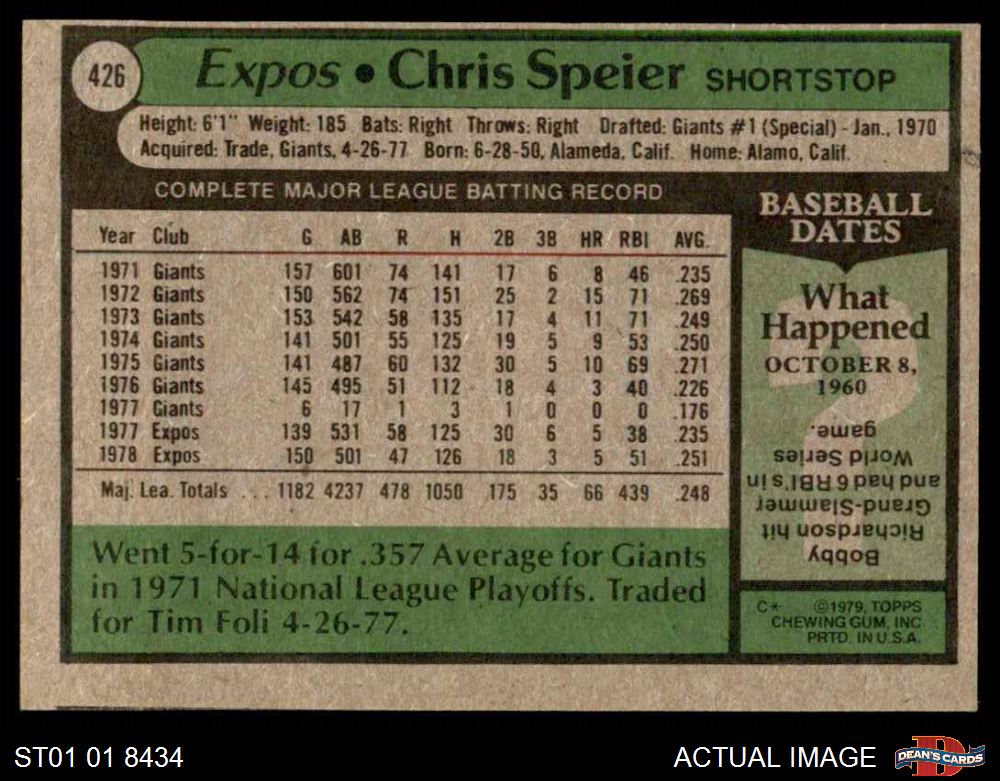 426
Expos • Chris Speier SHORTSTOP
Height: 6'1" Weight: 185 Bats: Right Throws: Right Drafted: Giants #1 (Special) - Jan., 1970
Acquired: Trade, Giants, 4-26-77 Born: 6-28-50, Alameda, Calif. Home: Alamo, Calif.
COMPLETE MAJOR LEAGUE BATTING RECORD
Year Club G AB R H 2B 3B HR RBI AVG.
1971 Giants 157 601 74 141 17 6 8 46 .235
1972 Giants 150 562 74 151 25 2 15 71 .269
1973 Giants 153 542 58 135 17 4 11 71 .249
1974 Giants 141 501 55 125 19 5 9 53 .250
1975 Giants 141 487 60 132 30 5 10 69 .271
1976 Giants 145 495 51 112 18 4 3 40 .226
1977 Giants 6 17 1 3 1 0 0 0 .176
1977 Expos 139 531 58 125 30 6 5 38 .235
1978 Expos 150 501 47 126 18 3 5 51 .251
Maj. Lea. Totals ... 1182 4237 478 1050 175 35 66 439 .248
Went 5-for-14 for .357 Average for Giants
in 1971 National League Playoffs. Traded
for Tim Foli 4-26-77.
BASEBALL
DATES
What
Happened
OCTOBER 8,
1960
?
Bobby
Richardson hit
Grand-Slammer
and had 6 RBI's in
World Series
game.
C* ©1979, TOPPS
CHEWING GUM, INC
PRTD. IN U.S.A.
ST01 01 8434
ACTUAL IMAGE
D
DEAN'S CARDS